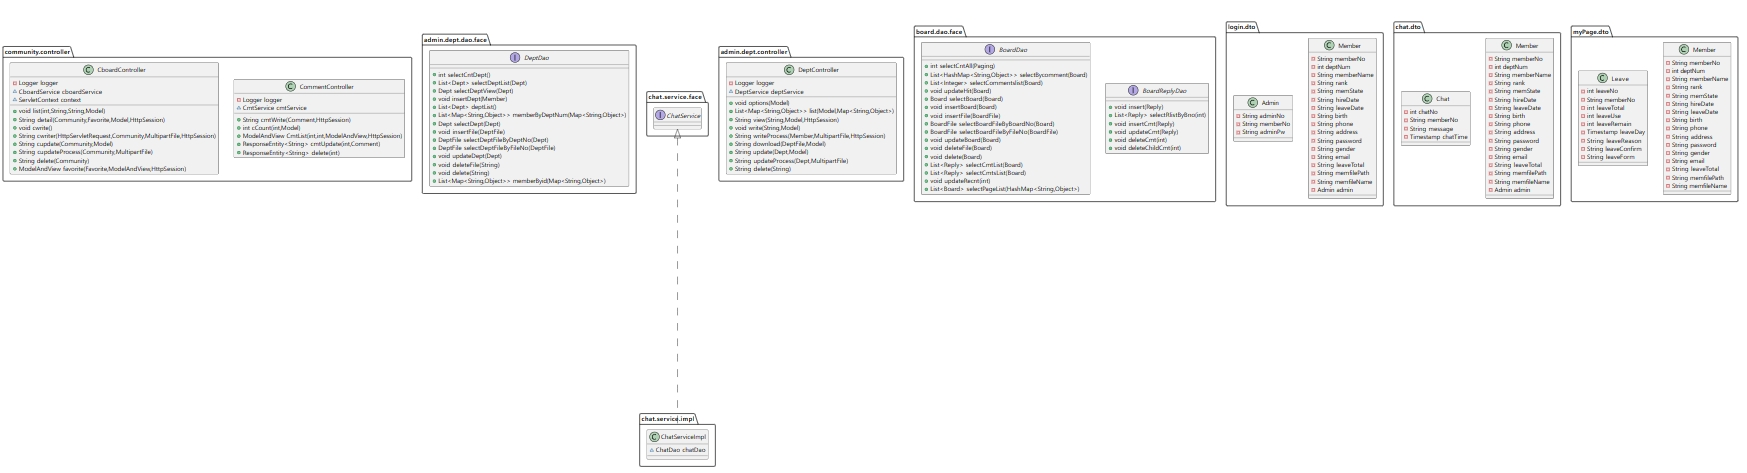 community.controller
CboardController
Logger logger
CboardService cboardService
ServletContext context
void list(int,String,String,Model)
String detail(Community,Favorite,Model,HttpSession)
void cwrite()
String cwriter(HttpServletRequest,Community,MultipartFile,HttpSession)
String cupdate(Community,Model)
String cupdateProcess(Community,MultipartFile)
String delete(Community)
ModelAndView favorite(Favorite,ModelAndView,HttpSession)
CommentController
Logger logger
CmtService cmtService
String cmtWrite(Comment,HttpSession)
int cCount(int,Model)
ModelAndView CmtList(int,int,ModelAndView,HttpSession)
ResponseEntity<String> cmtUpdate(int,Comment)
ResponseEntity<String> delete(int)
admin.dept.dao.face
DeptDao
int selectCntDept()
List<Dept> selectDeptList(Dept)
Dept selectDeptView(Dept)
void insertDept(Member)
List<Dept> deptList()
List<Map<String,Object>> memberByDeptNum(Map<String,Object>)
Dept selectDept(Dept)
void insertFile(DeptFile)
DeptFile selectDeptFileByDeptNo(Dept)
DeptFile selectDeptFileByFileNo(DeptFile)
void updateDept(Dept)
void deleteFile(String)
void delete(String)
List<Map<String,Object>> memberByid(Map<String,Object>)
chat.service.face
ChatService
chat.service.impl
ChatServiceImpl
ChatDao chatDao
admin.dept.controller
DeptController
Logger logger
DeptService deptService
void options(Model)
List<Map<String,Object>> list(Model,Map<String,Object>)
String view(String,Model,HttpSession)
void write(String,Model)
String writeProcess(Member,MultipartFile,HttpSession)
String download(DeptFile,Model)
String update(Dept,Model)
String updateProcess(Dept,MultipartFile)
String delete(String)
board.dao.face
BoardDao
int selectCntAll(Paging)
List<HashMap<String,Object>> selectBycomment(Board)
List<Integer> selectCommentslist(Board)
void updateHit(Board)
Board selectBoard(Board)
void insertBoard(Board)
void insertFile(BoardFile)
BoardFile selectBoardFileByBoardNo(Board)
BoardFile selectBoardFileByFileNo(BoardFile)
void updateBoard(Board)
void deleteFile(Board)
void delete(Board)
List<Reply> selectCmtList(Board)
List<Reply> selectCmtsList(Board)
void updateRecnt(int)
List<Board> selectPageList(HashMap<String,Object>)
BoardReplyDao
void insert(Reply)
List<Reply> selectRlistByBno(int)
void insertCmt(Reply)
void updateCmt(Reply)
void deleteCmt(int)
void deleteChildCmt(int)
login.dto
Admin
String adminNo
String memberNo
String adminPw
Member
String memberNo
int deptNum
String memberName
String rank
String memState
String hireDate
String leaveDate
String birth
String phone
String address
String password
String gender
String email
String leaveTotal
String memfilePath
String memfileName
Admin admin
chat.dto
Chat
int chatNo
String memberNo
String message
Timestamp chatTime
Member
String memberNo
int deptNum
String memberName
String rank
String memState
String hireDate
String leaveDate
String birth
String phone
String address
String password
String gender
String email
String leaveTotal
String memfilePath
String memfileName
Admin admin
myPage.dto
Leave
int leaveNo
String memberNo
int leaveTotal
int leaveUse
int leaveRemain
Timestamp leaveDay
String leaveReason
String leaveConfirm
String leaveForm
Member
String memberNo
int deptNum
String memberName
String rank
String memState
String hireDate
String leaveDate
String birth
String phone
String address
String password
String gender
String email
String leaveTotal
String memfilePath
String memfileName